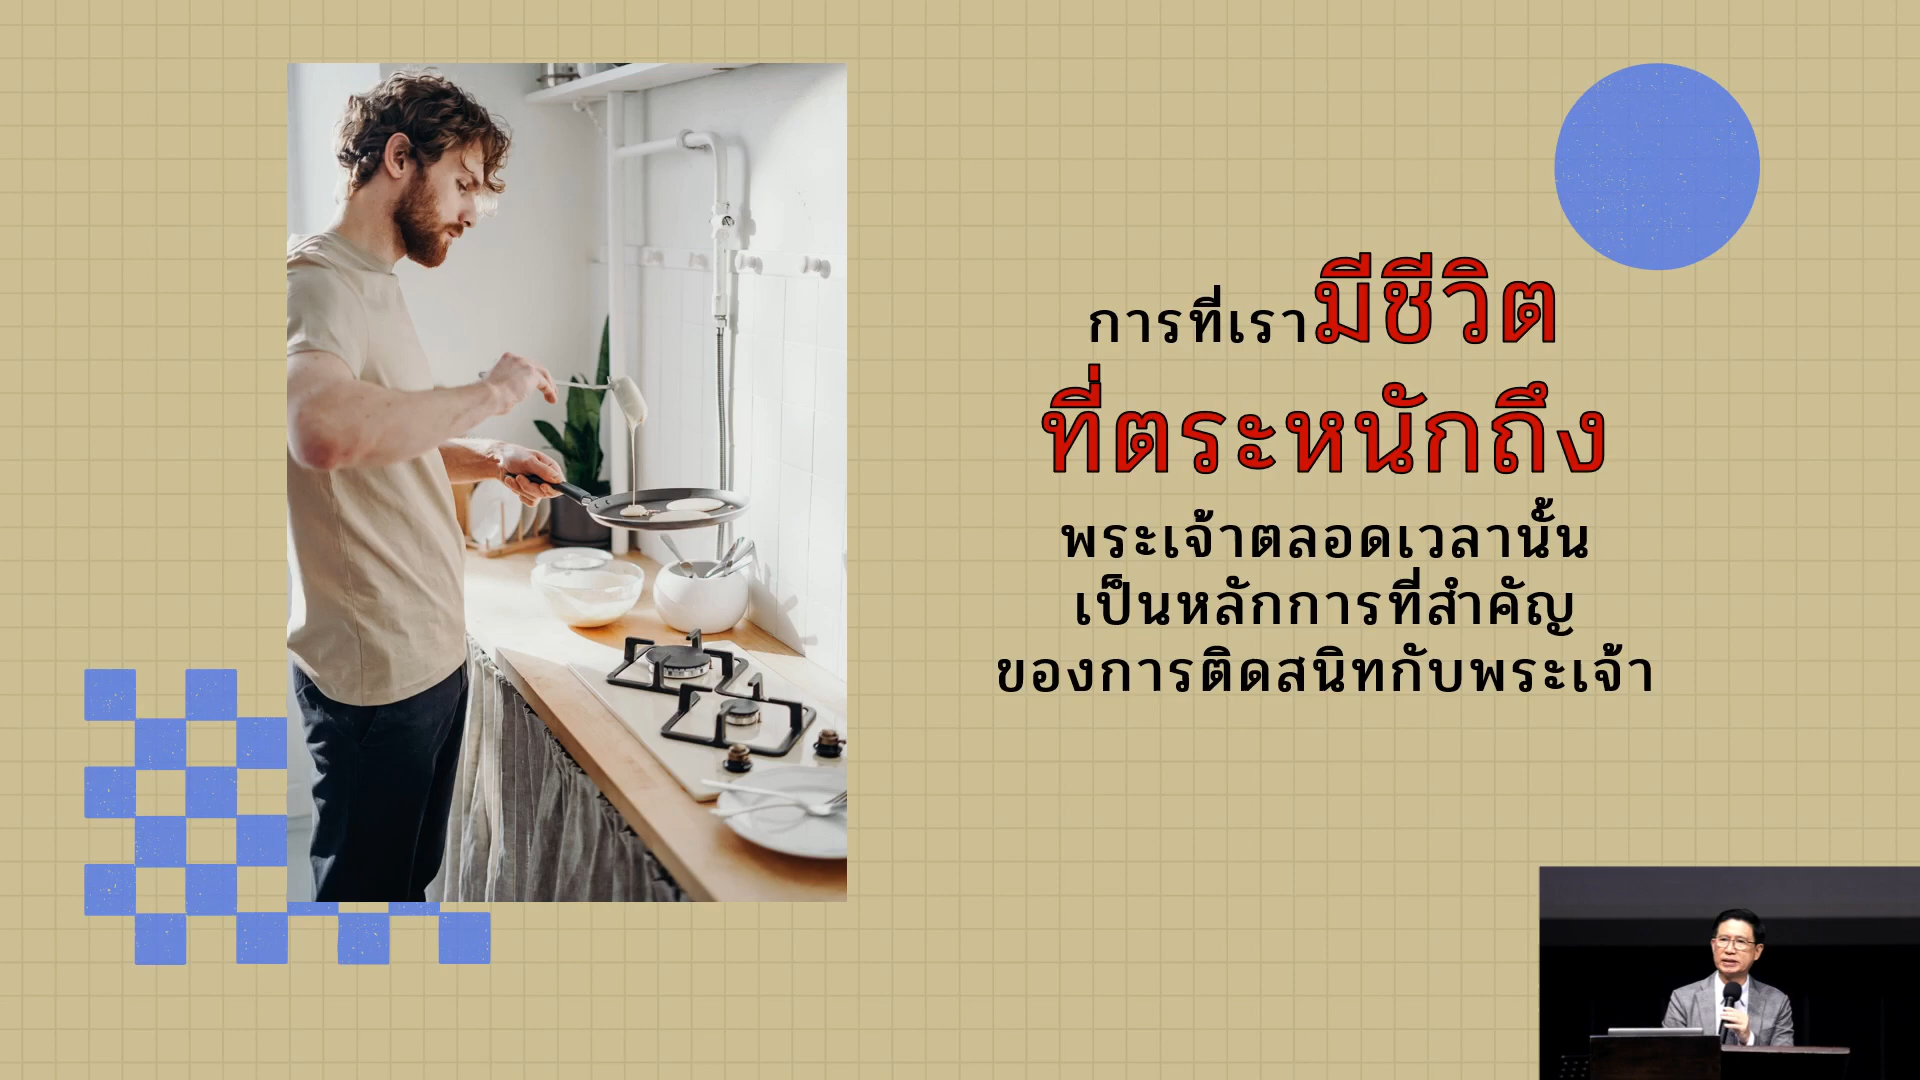 การที่เรามีชีวิต
ที่ตระหนักถึง
พระเจ้าตลอดเวลานั้น
เป็นหลักการที่สำคัญ
ของการติดสนิทกับพระเจ้า